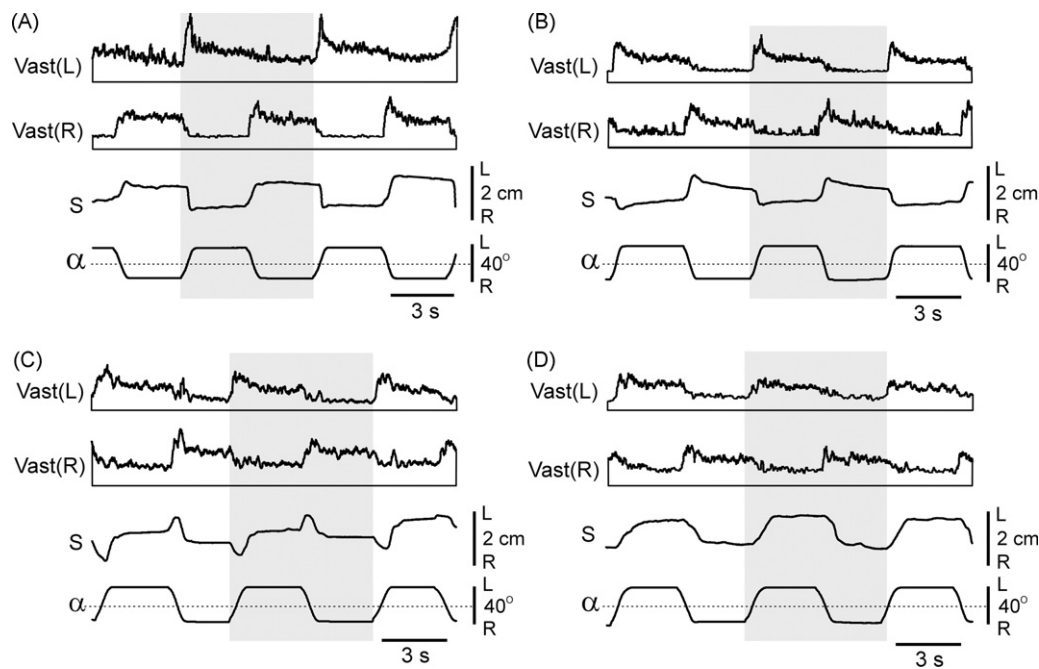 (A)
Vast(L)
Vast(R)
S
L
2 cm
R
α
L
40°
R
3 s
(B)
Vast(L)
Vast(R)
S
L
2 cm
R
α
L
40°
R
3 s
(C)
Vast(L)
Vast(R)
S
L
2 cm
R
α
L
40°
R
3 s
(D)
Vast(L)
Vast(R)
S
L
2 cm
R
α
L
40°
R
3 s